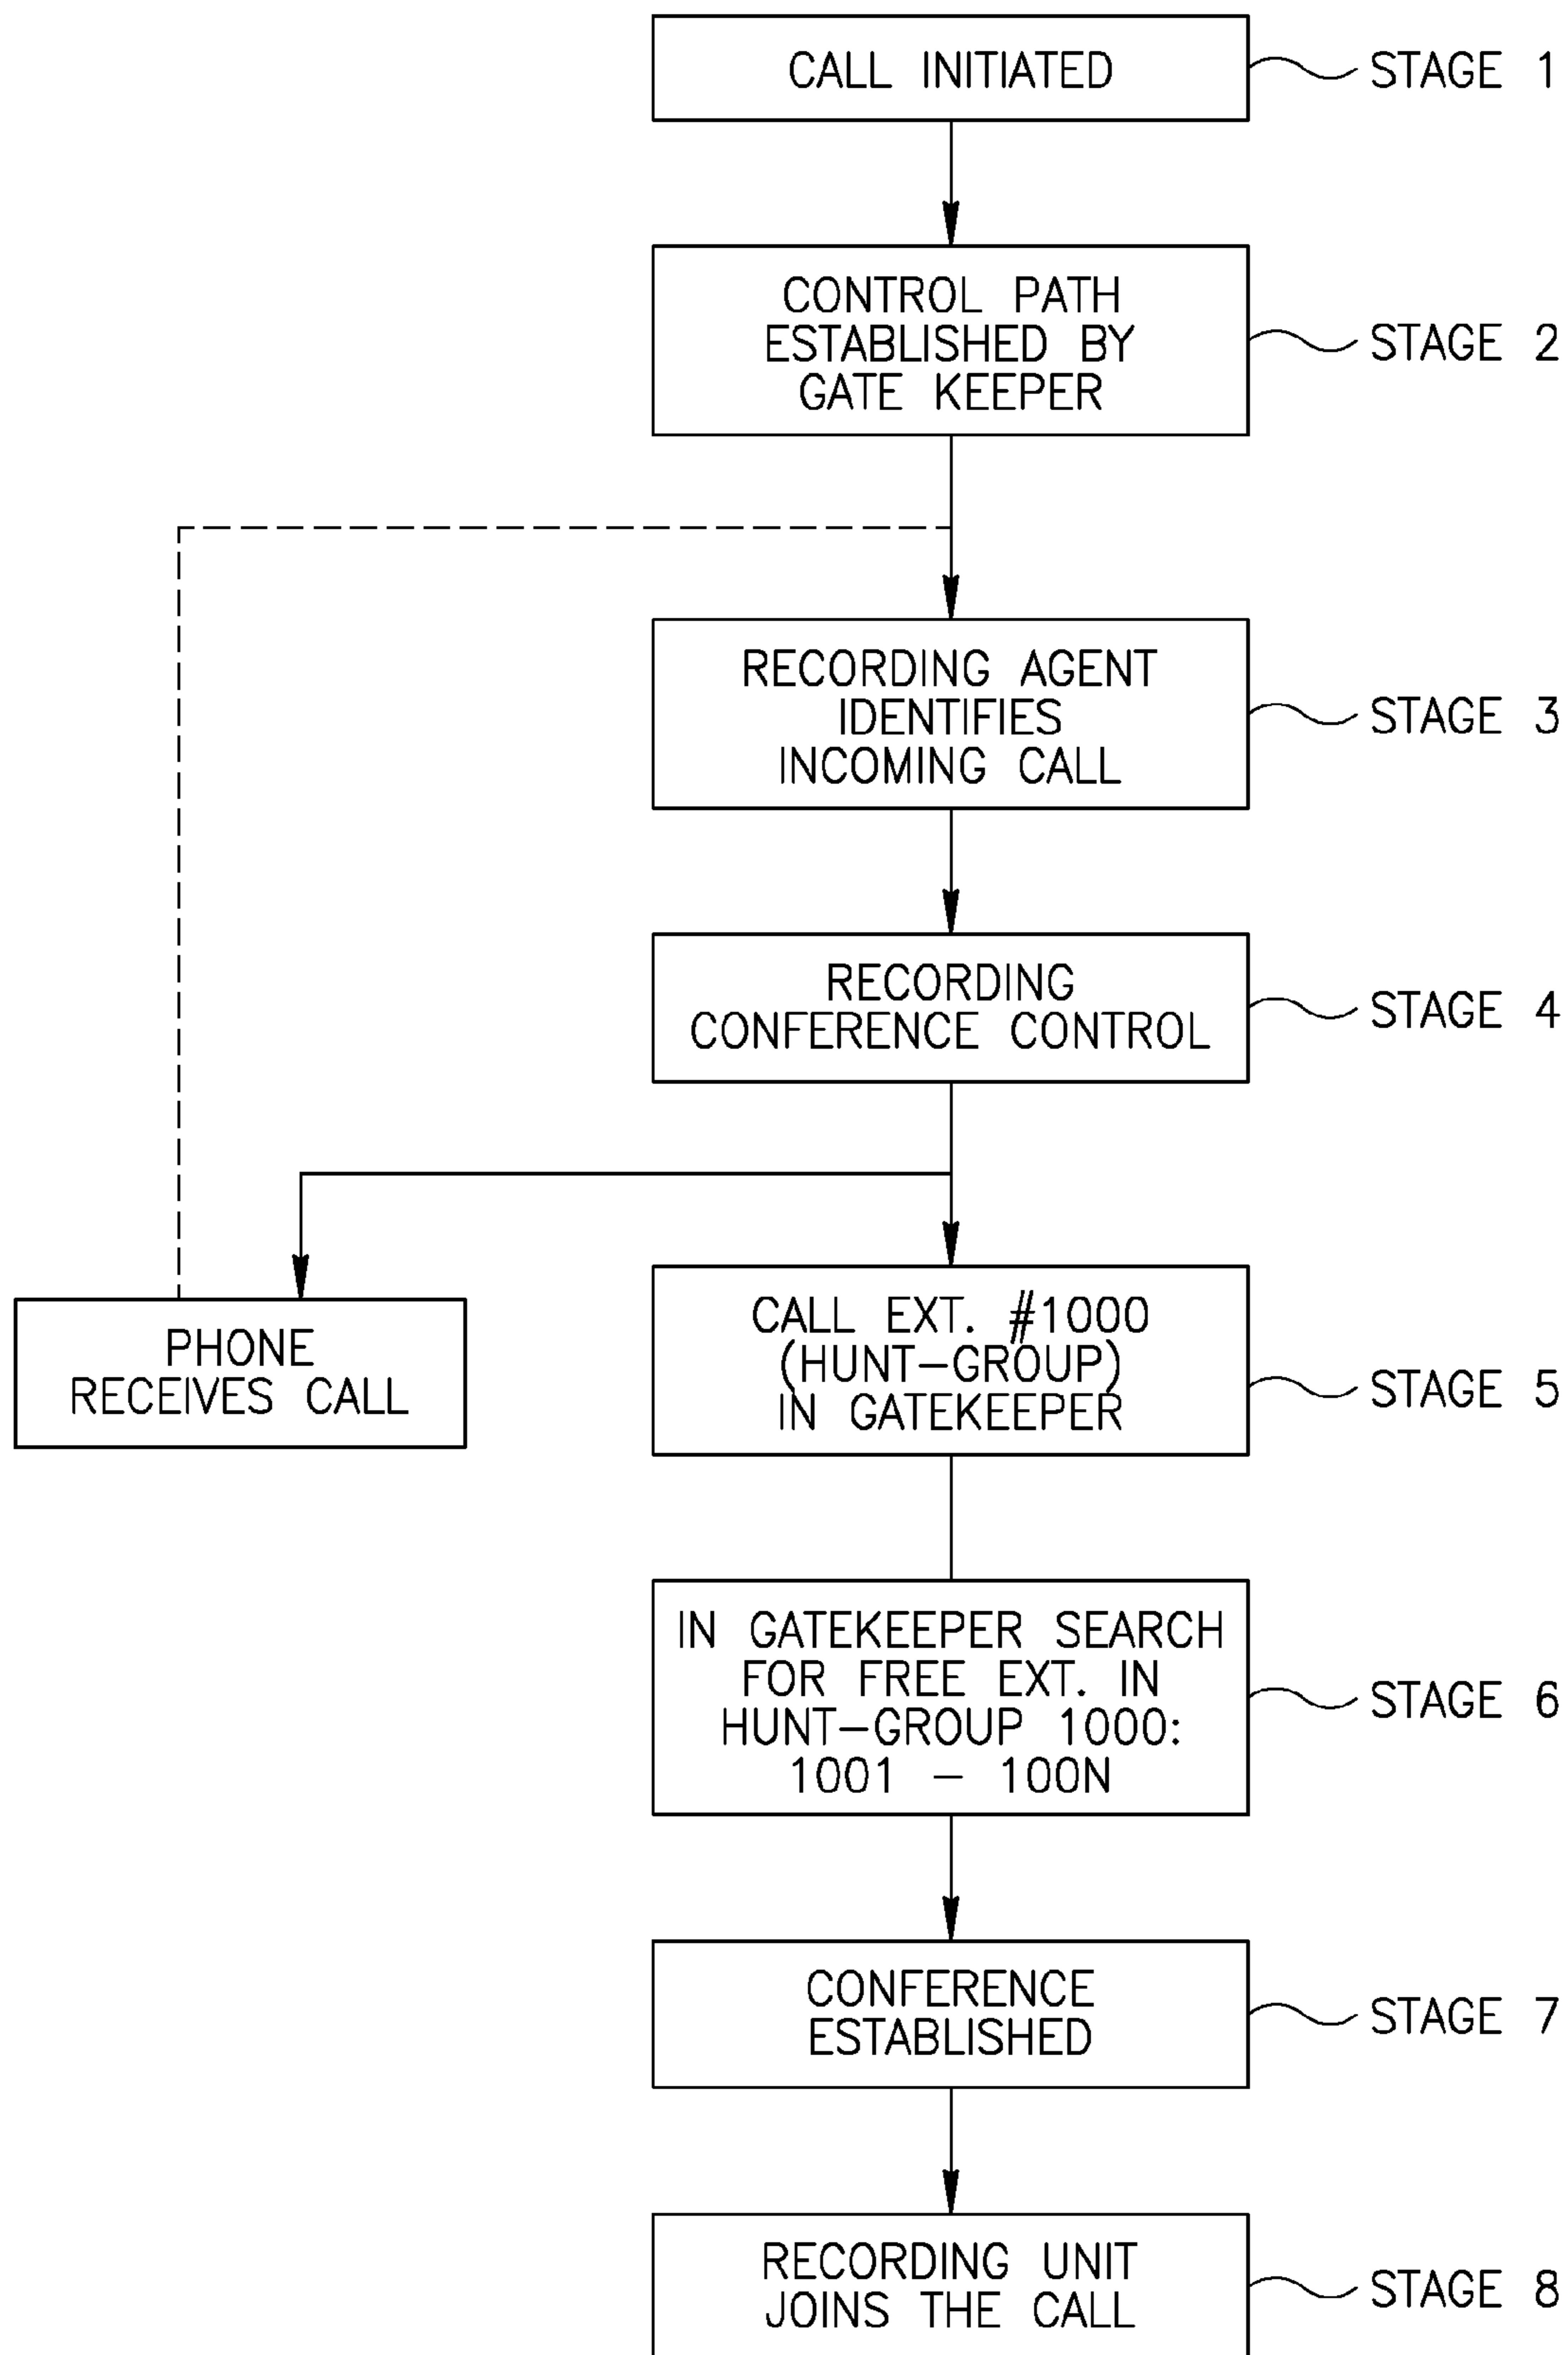 CALL INITIATED
STAGE 1
CONTROL PATH
ESTABLISHED BY
GATE KEEPER
STAGE 2
RECORDING AGENT
IDENTIFIES
INCOMING CALL
STAGE 3
RECORDING
CONFERENCE CONTROL
STAGE 4
PHONE
RECEIVES CALL
CALL EXT. #1000
(HUNT-GROUP)
IN GATEKEEPER
STAGE 5
IN GATEKEEPER SEARCH
FOR FREE EXT. IN
HUNT-GROUP 1000:
1001 - 100N
STAGE 6
CONFERENCE
ESTABLISHED
STAGE 7
RECORDING UNIT
JOINS THE CALL
STAGE 8